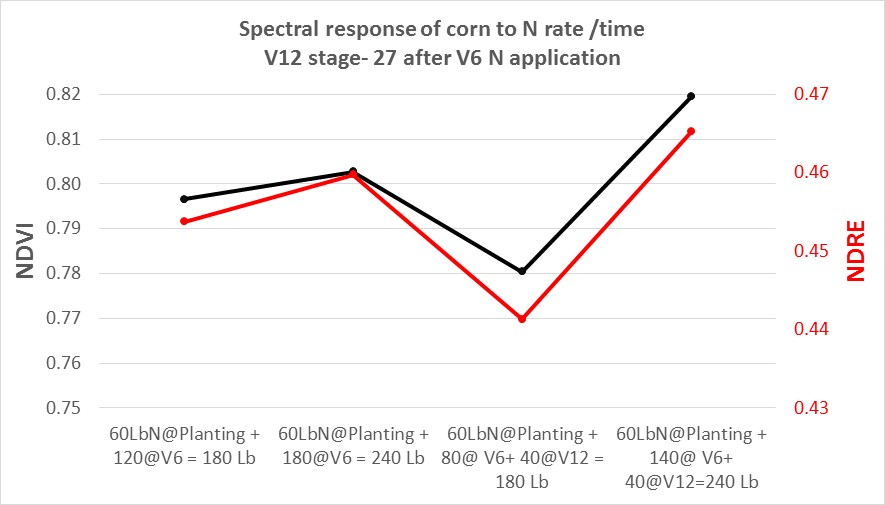 Spectral response of corn to N rate /time
V12 stage- 27 after V6 N application
0.82
0.81
0.80
0.79
0.78
0.77
0.76
0.75
NDVI
0.47
0.46
0.45
0.44
0.43
NDRE
60LbN@Planting +
120@V6 = 180 Lb
60LbN@Planting +
180@V6 = 240 Lb
60LbN@Planting +
80@ V6+ 40@V12 =
180 Lb
60LbN@Planting +
140@ V6+
40@V12=240 Lb